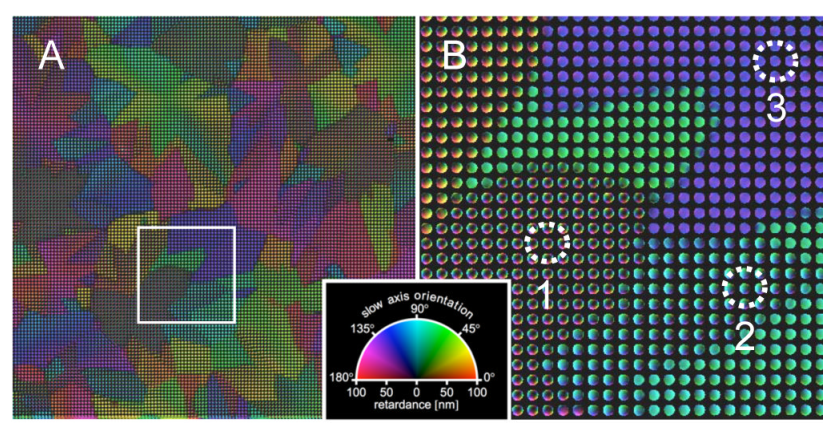 A
B
3
1
2
slow axis orientation
90°
135°
45°
180°
0°
100 50 0 50 100
retardance [nm]